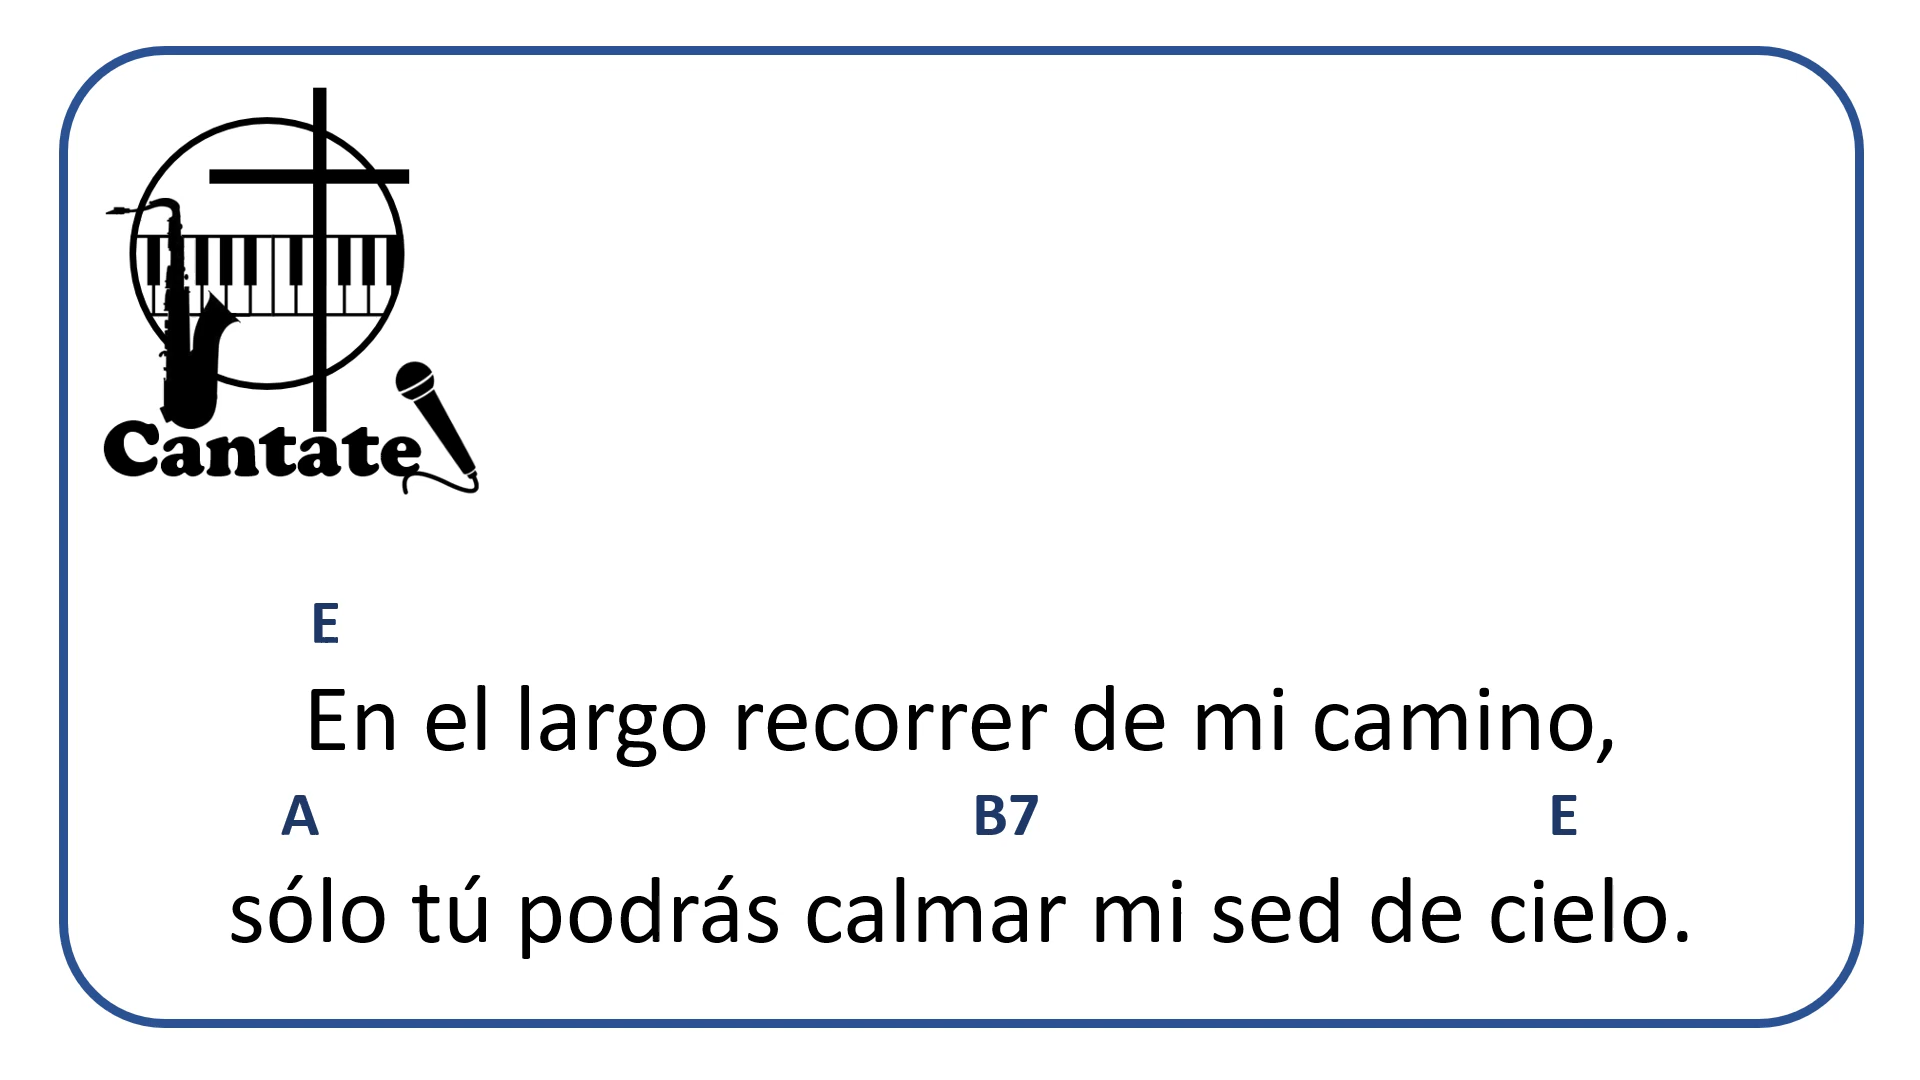 Cantate
E
En el largo recorrer de mi camino,
A B7 E
sólo tú podrás calmar mi sed de cielo.